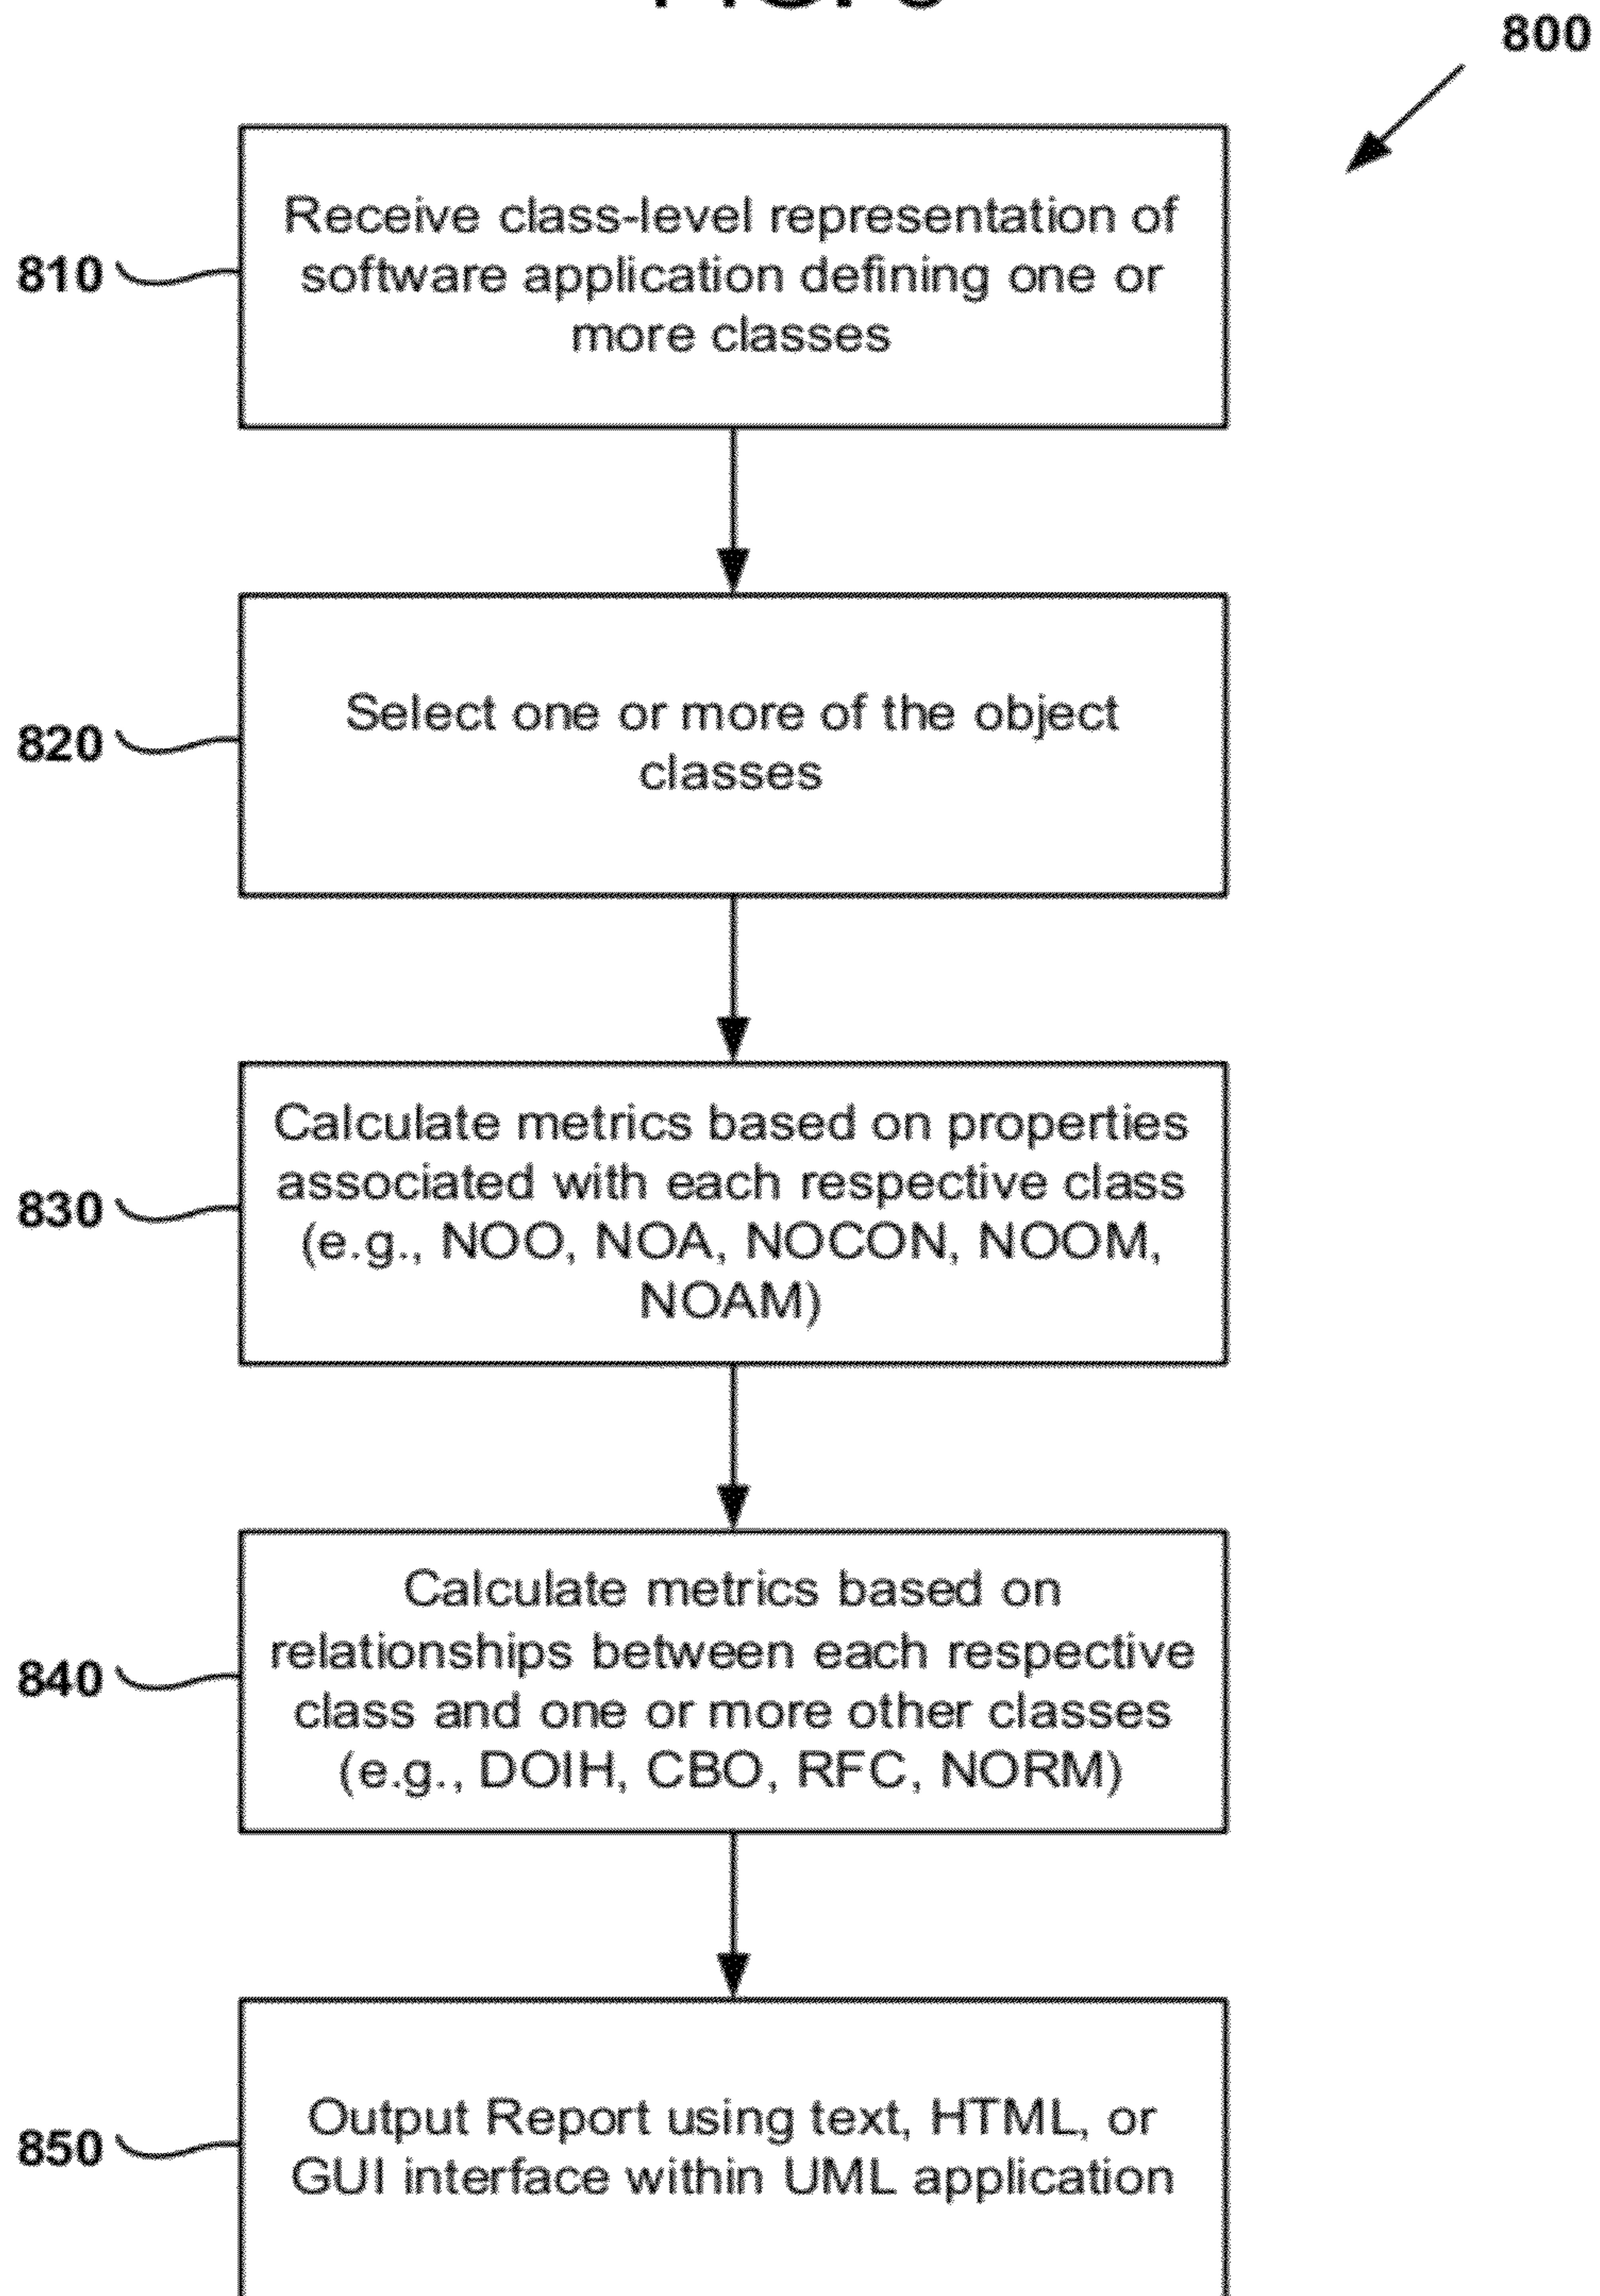 800
810
Receive class-level representation of
software application defining one or
more classes
820
Select one or more of the object
classes
830
Calculate metrics based on properties
associated with each respective class
(e.g., NOO, NOA, NOCON, NOOM,
NOAM)
840
Calculate metrics based on
relationships between each respective
class and one or more other classes
(e.g., DOIH, CBO, RFC, NORM)
850
Output Report using text, HTML, or
GUI interface within UML application